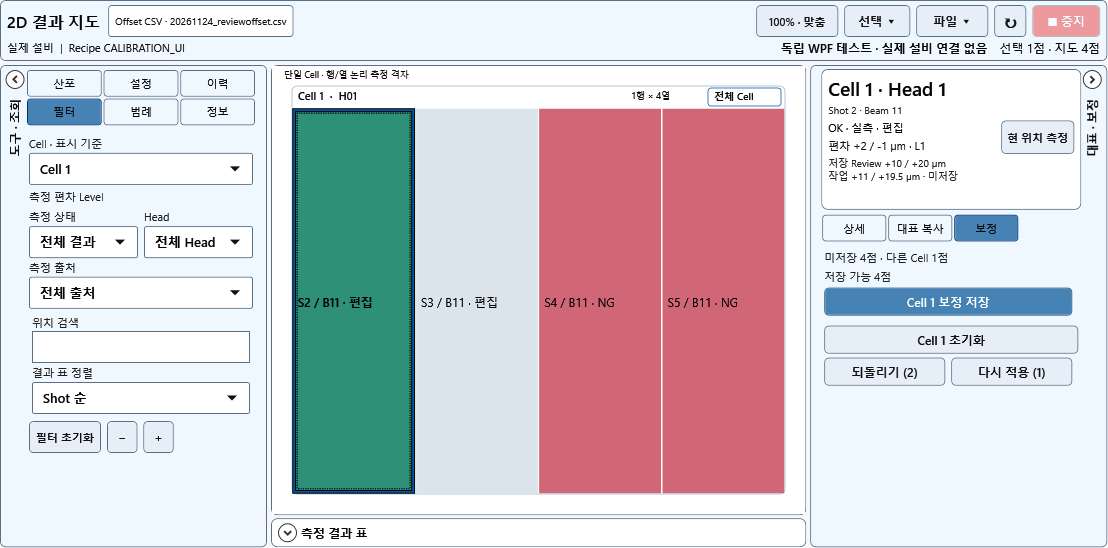 2D 결과 지도
Offset CSV · 20261124_reviewoffset.csv
100% · 맞춤
선택
파일
↻
중지
실제 설비 | Recipe CALIBRATION_UI
독립 WPF 테스트 · 실제 설비 연결 없음 선택 1점 · 지도 4점
도구 · 조회
산포
설정
이력
필터
범례
정보
Cell · 표시 기준
Cell 1
측정 편차 Level
측정 상태
Head
전체 결과
전체 Head
측정 출처
전체 출처
위치 검색
결과 표 정렬
Shot 순
필터 초기화
−
+
단일 Cell · 행/열 논리 측정 격자
Cell 1 · H01
1행 × 4열
전체 Cell
S2 / B11 · 편집
S3 / B11 · 편집
S4 / B11 · NG
S5 / B11 · NG
측정 결과 표
Cell 1 · Head 1
Shot 2 · Beam 11
OK · 실측 · 편집
편차 +2 / -1 µm · L1
저장 Review +10 / +20 µm
작업 +11 / +19.5 µm · 미저장
현 위치 측정
대표 · 보정
상세
대표 복사
보정
미저장 4점 · 다른 Cell 1점
저장 가능 4점
Cell 1 보정 저장
Cell 1 초기화
되돌리기 (2)
다시 적용 (1)